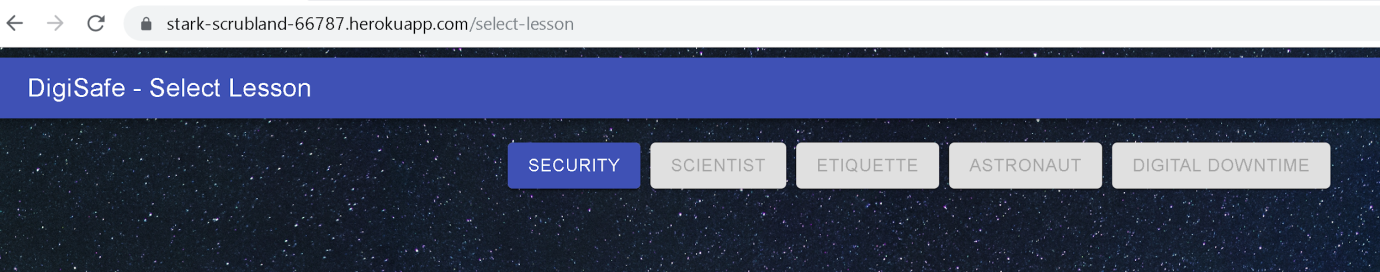 stark-scrubland-66787.herokuapp.com/select-lesson
DigiSafe - Select Lesson
SECURITY SCIENTIST ETIQUETTE ASTRONAUT DIGITAL DOWNTIME